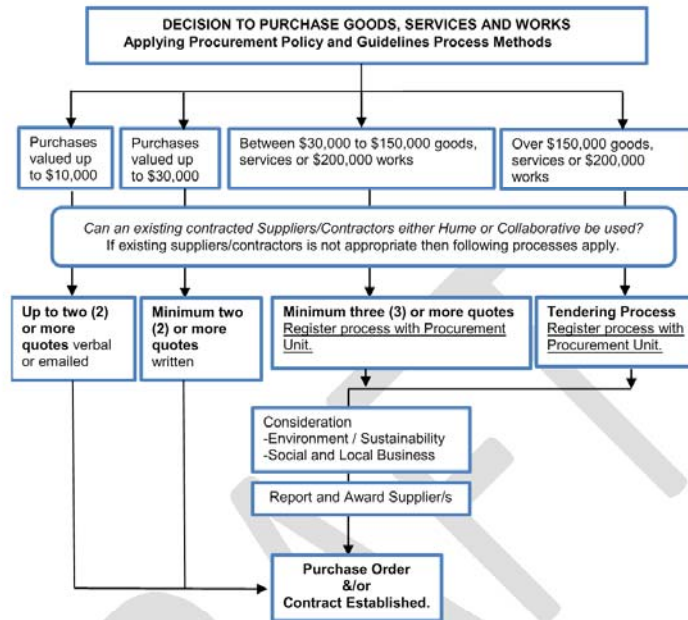 DECISION TO PURCHASE GOODS, SERVICES AND WORKS
Applying Procurement Policy and Guidelines Process Methods
Purchases
valued up
to $10,000
Purchases
valued up
to $30,000
Between $30,000 to $150,000 goods,
services or $200,000 works
Over $150,000 goods,
services or $200,000
works
Can an existing contracted Suppliers/Contractors either Hume or Collaborative be used?
If existing suppliers/contractors is not appropriate then following processes apply.
Up to two (2)
or more
quotes verbal
or emailed
Minimum two
(2) or more
quotes
written
Minimum three (3) or more quotes
Register process with Procurement
Unit.
Tendering Process
Register process with
Procurement Unit.
Consideration
-Environment / Sustainability
-Social and Local Business
Report and Award Supplier/s
Purchase Order
&/or
Contract Established.